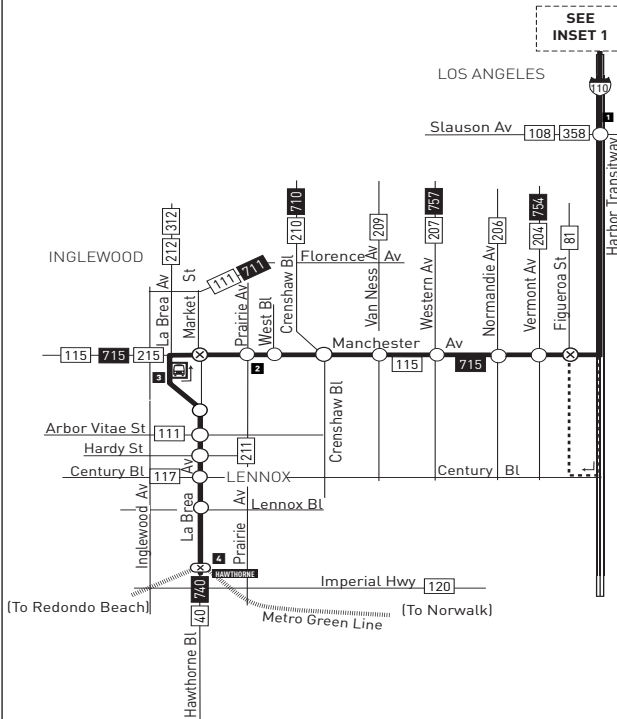 SEE
INSET 1
LOS ANGELES
110
1
Slauson Av
108
358
Harbor Transitway
INGLEWOOD
212
312
La Brea Av
Market St
111
711
Florence Av
Prairie Av
West Bl
210
710
Crenshaw Bl
209
Van Ness Av
207
757
Western Av
206
Normandie Av
204
754
Vermont Av
81
Figueroa St
115
715
215
Manchester Av
115
715
3
2
Arbor Vitae St
111
Hardy St
211
Crenshaw Bl
Century Bl
117
LENNOX
Century Bl
Inglewood Av
La Brea Av
Prairie Av
Lennox Bl
4
HAWTHORNE
740
40
Imperial Hwy
120
(To Redondo Beach)
Metro Green Line
(To Norwalk)
Hawthorne Bl